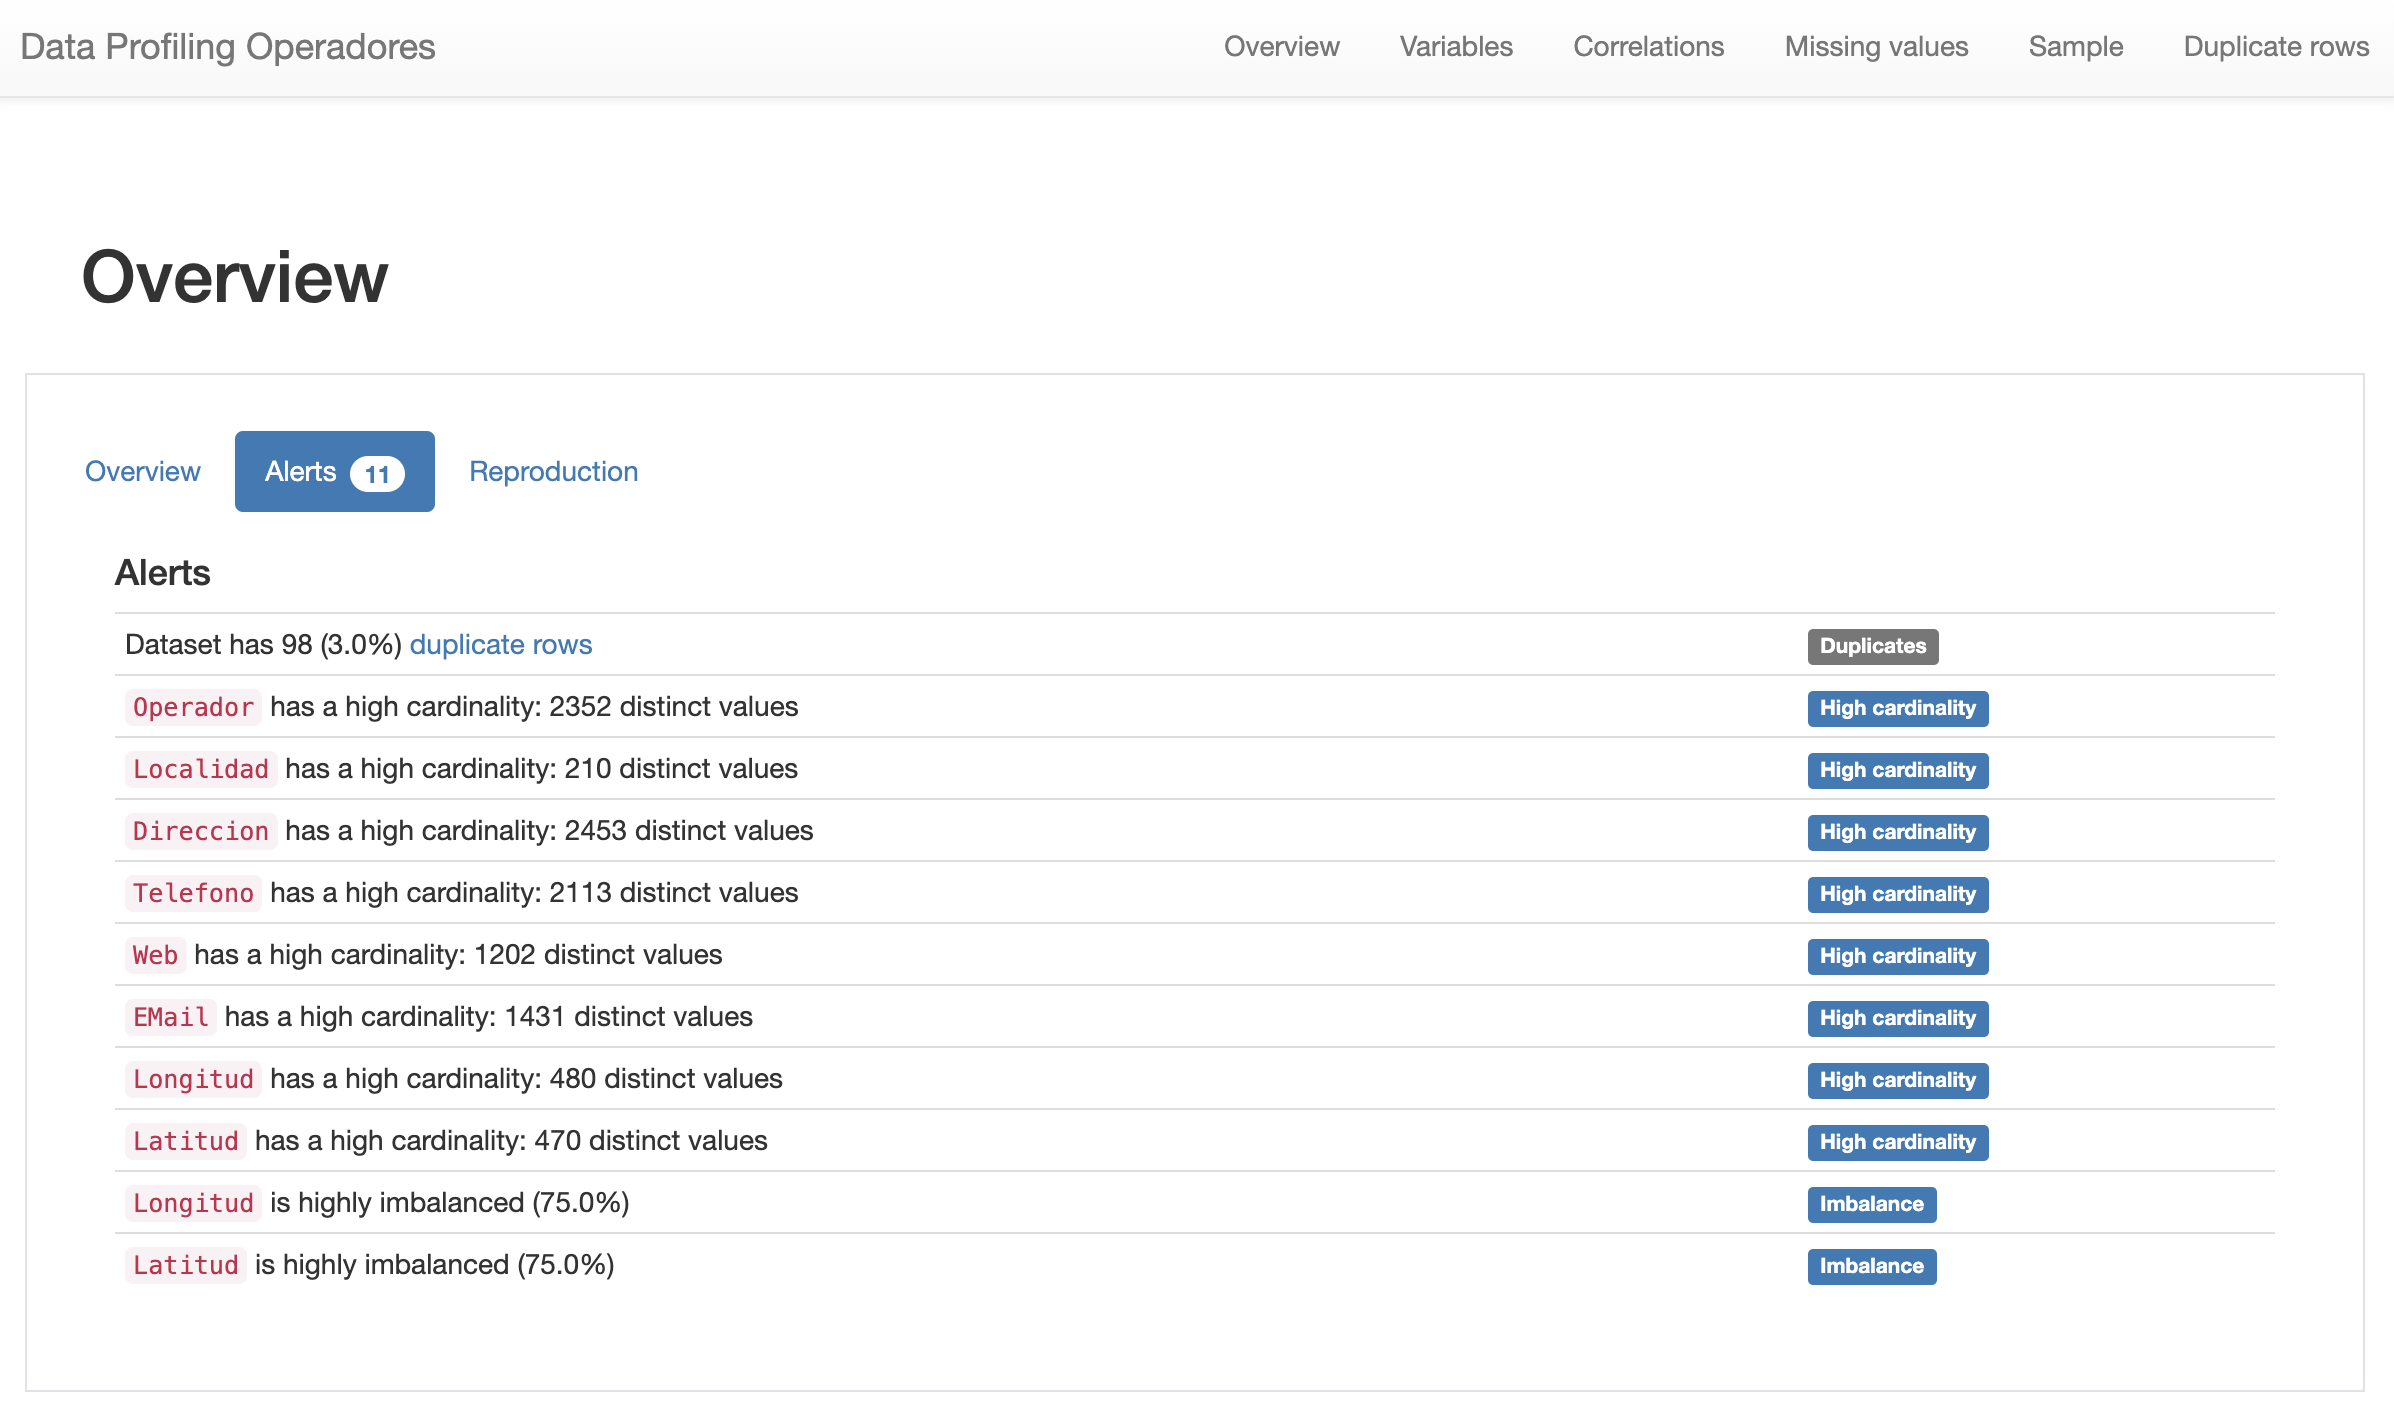 Data Profiling Operadores Overview Variables Correlations Missing values Sample Duplicate rows
Overview
Overview Alerts 11 Reproduction
Alerts
Dataset has 98 (3.0%) duplicate rows Duplicates
Operador has a high cardinality: 2352 distinct values High cardinality
Localidad has a high cardinality: 210 distinct values High cardinality
Direccion has a high cardinality: 2453 distinct values High cardinality
Telefono has a high cardinality: 2113 distinct values High cardinality
Web has a high cardinality: 1202 distinct values High cardinality
EMail has a high cardinality: 1431 distinct values High cardinality
Longitud has a high cardinality: 480 distinct values High cardinality
Latitud has a high cardinality: 470 distinct values High cardinality
Longitud is highly imbalanced (75.0%) Imbalance
Latitud is highly imbalanced (75.0%) Imbalance